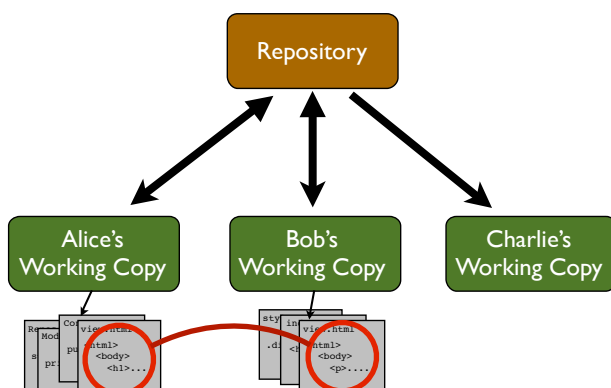 Repository
Alice's
Working Copy
Bob's
Working Copy
Charlie's
Working Copy
view.html
<html>
<body>
<h1>...
view.html
<html>
<body>
<p>....